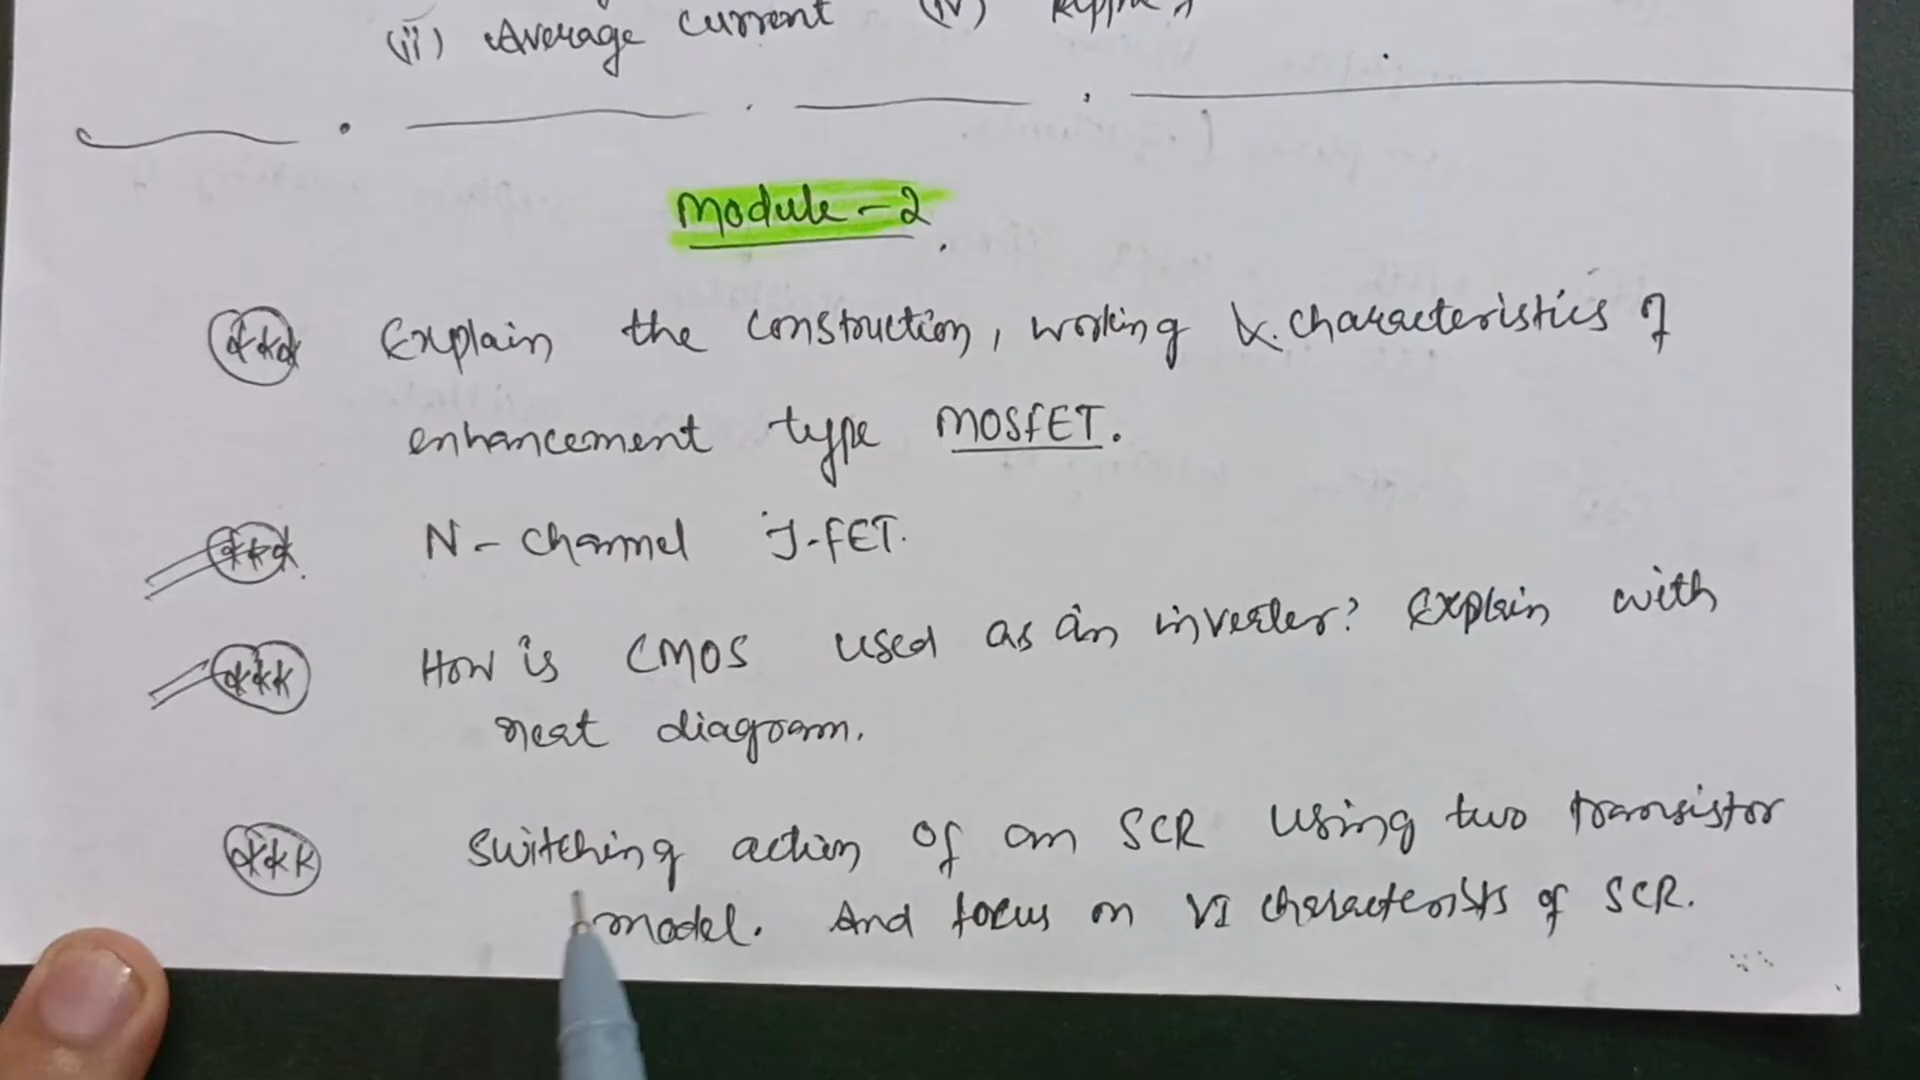 (ii) Average current (iv)
Module-2
*** Explain the construction, working & characteristics of
enhancement type MOSFET.
*** N-channel J-FET.
*** How is CMOS used as an inverter? Explain with
neat diagram.
*** Switching action of an SCR using two transistor
model. And focus on VI characterists of SCR.